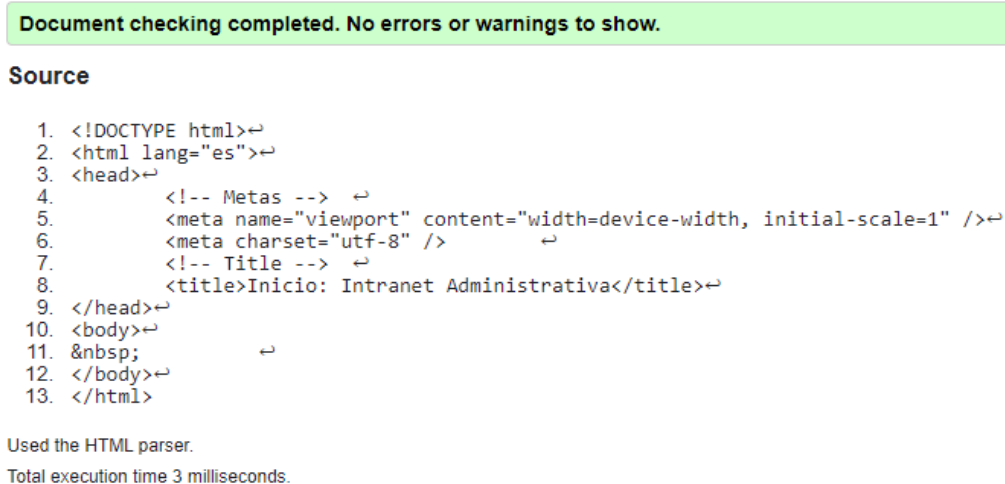 Document checking completed. No errors or warnings to show.
Source
1. <!DOCTYPE html>↩
2. <html lang="es">↩
3. <head>↩
4. <!-- Metas --> ↩
5. <meta name="viewport" content="width=device-width, initial-scale=1" />↩
6. <meta charset="utf-8" /> ↩
7. <!-- Title --> ↩
8. <title>Inicio: Intranet Administrativa</title>↩
9. </head>↩
10. <body>↩
11. &nbsp; ↩
12. </body>↩
13. </html>
Used the HTML parser.
Total execution time 3 milliseconds.